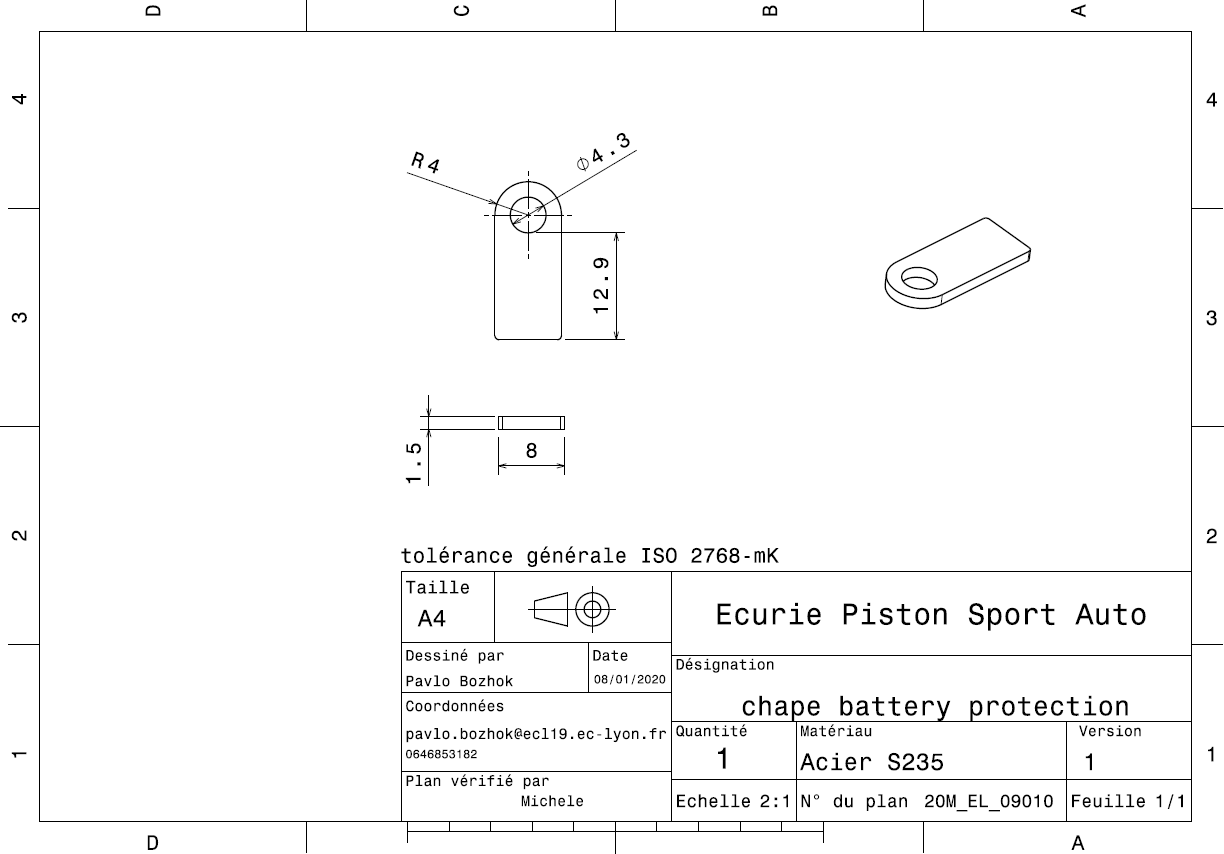 D C B A
4 4
R4
⌀4.3
12.9
3 3
1.5
8
2 2
tolérance générale ISO 2768-mK
Taille
A4
Ecurie Piston Sport Auto
Dessiné par
Pavlo Bozhok
Date
08/01/2020
Désignation
chape battery protection
Coordonnées
pavlo.bozhok@ecl19.ec-lyon.fr
0646853182
Quantité
1
Matériau
Acier S235
Version
1
1 1
Plan vérifié par
Michele
Echelle 2:1
N° du plan 20M_EL_09010
Feuille 1/1
D A